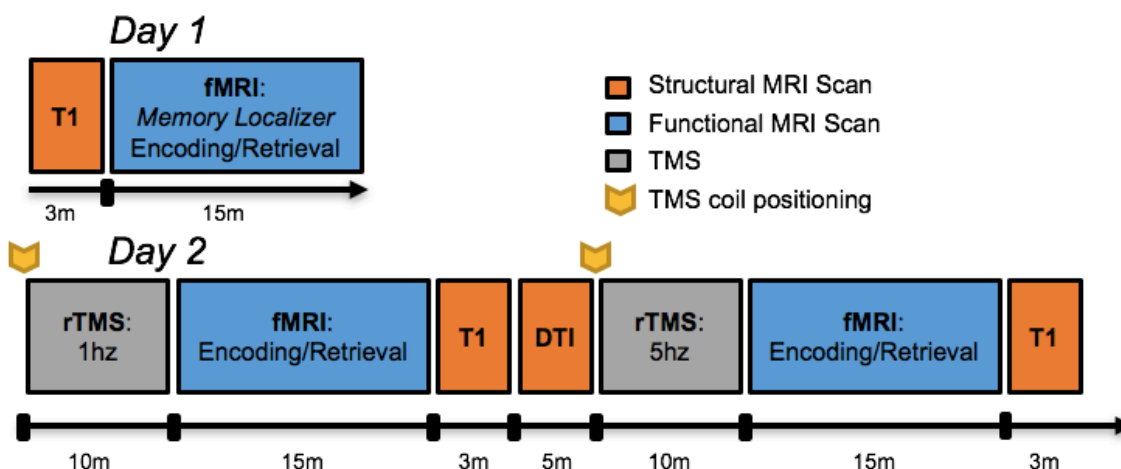 Day 1
T1
fMRI:
Memory Localizer
Encoding/Retrieval
3m
15m
Structural MRI Scan
Functional MRI Scan
TMS
TMS coil positioning
Day 2
rTMS:
1hz
fMRI:
Encoding/Retrieval
T1
DTI
rTMS:
5hz
fMRI:
Encoding/Retrieval
T1
10m
15m
3m
5m
10m
15m
3m